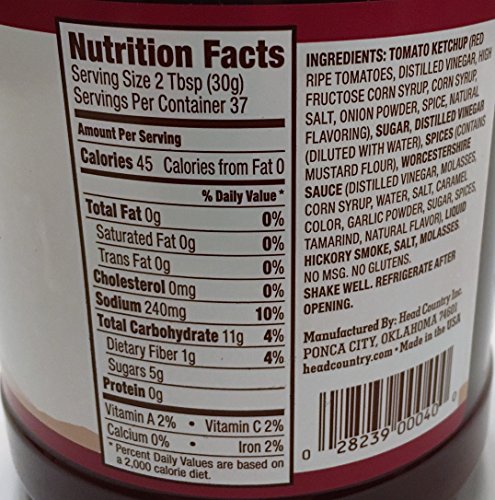 Nutrition Facts
Serving Size 2 Tbsp (30g)
Servings Per Container 37
Amount Per Serving
Calories 45 Calories from Fat 0
% Daily Value *
Total Fat 0g 0%
Saturated Fat 0g 0%
Trans Fat 0g 0%
Cholesterol 0mg 0%
Sodium 240mg 10%
Total Carbohydrate 11g 4%
Dietary Fiber 1g 4%
Sugars 5g
Protein 0g
Vitamin A 2% • Vitamin C 2%
Calcium 0% • Iron 2%
* Percent Daily Values are based on
a 2,000 calorie diet.
INGREDIENTS: TOMATO KETCHUP (RED
RIPE TOMATOES, DISTILLED VINEGAR, HIGH
FRUCTOSE CORN SYRUP, CORN SYRUP,
SALT, ONION POWDER, SPICE, NATURAL
FLAVORING), SUGAR, DISTILLED VINEGAR
(DILUTED WITH WATER), SPICES (CONTAINS
MUSTARD FLOUR), WORCESTERSHIRE
SAUCE (DISTILLED VINEGAR, MOLASSES,
CORN SYRUP, WATER, SALT, CARAMEL
COLOR, GARLIC POWDER, SUGAR, SPICES,
TAMARIND, NATURAL FLAVOR), LIQUID
HICKORY SMOKE, SALT, MOLASSES.
NO MSG. NO GLUTENS.
SHAKE WELL. REFRIGERATE AFTER
OPENING.
Manufactured By: Head Country Inc.
PONCA CITY, OKLAHOMA 74601
headcountry.com • Made in the USA
0 28239 00040 0